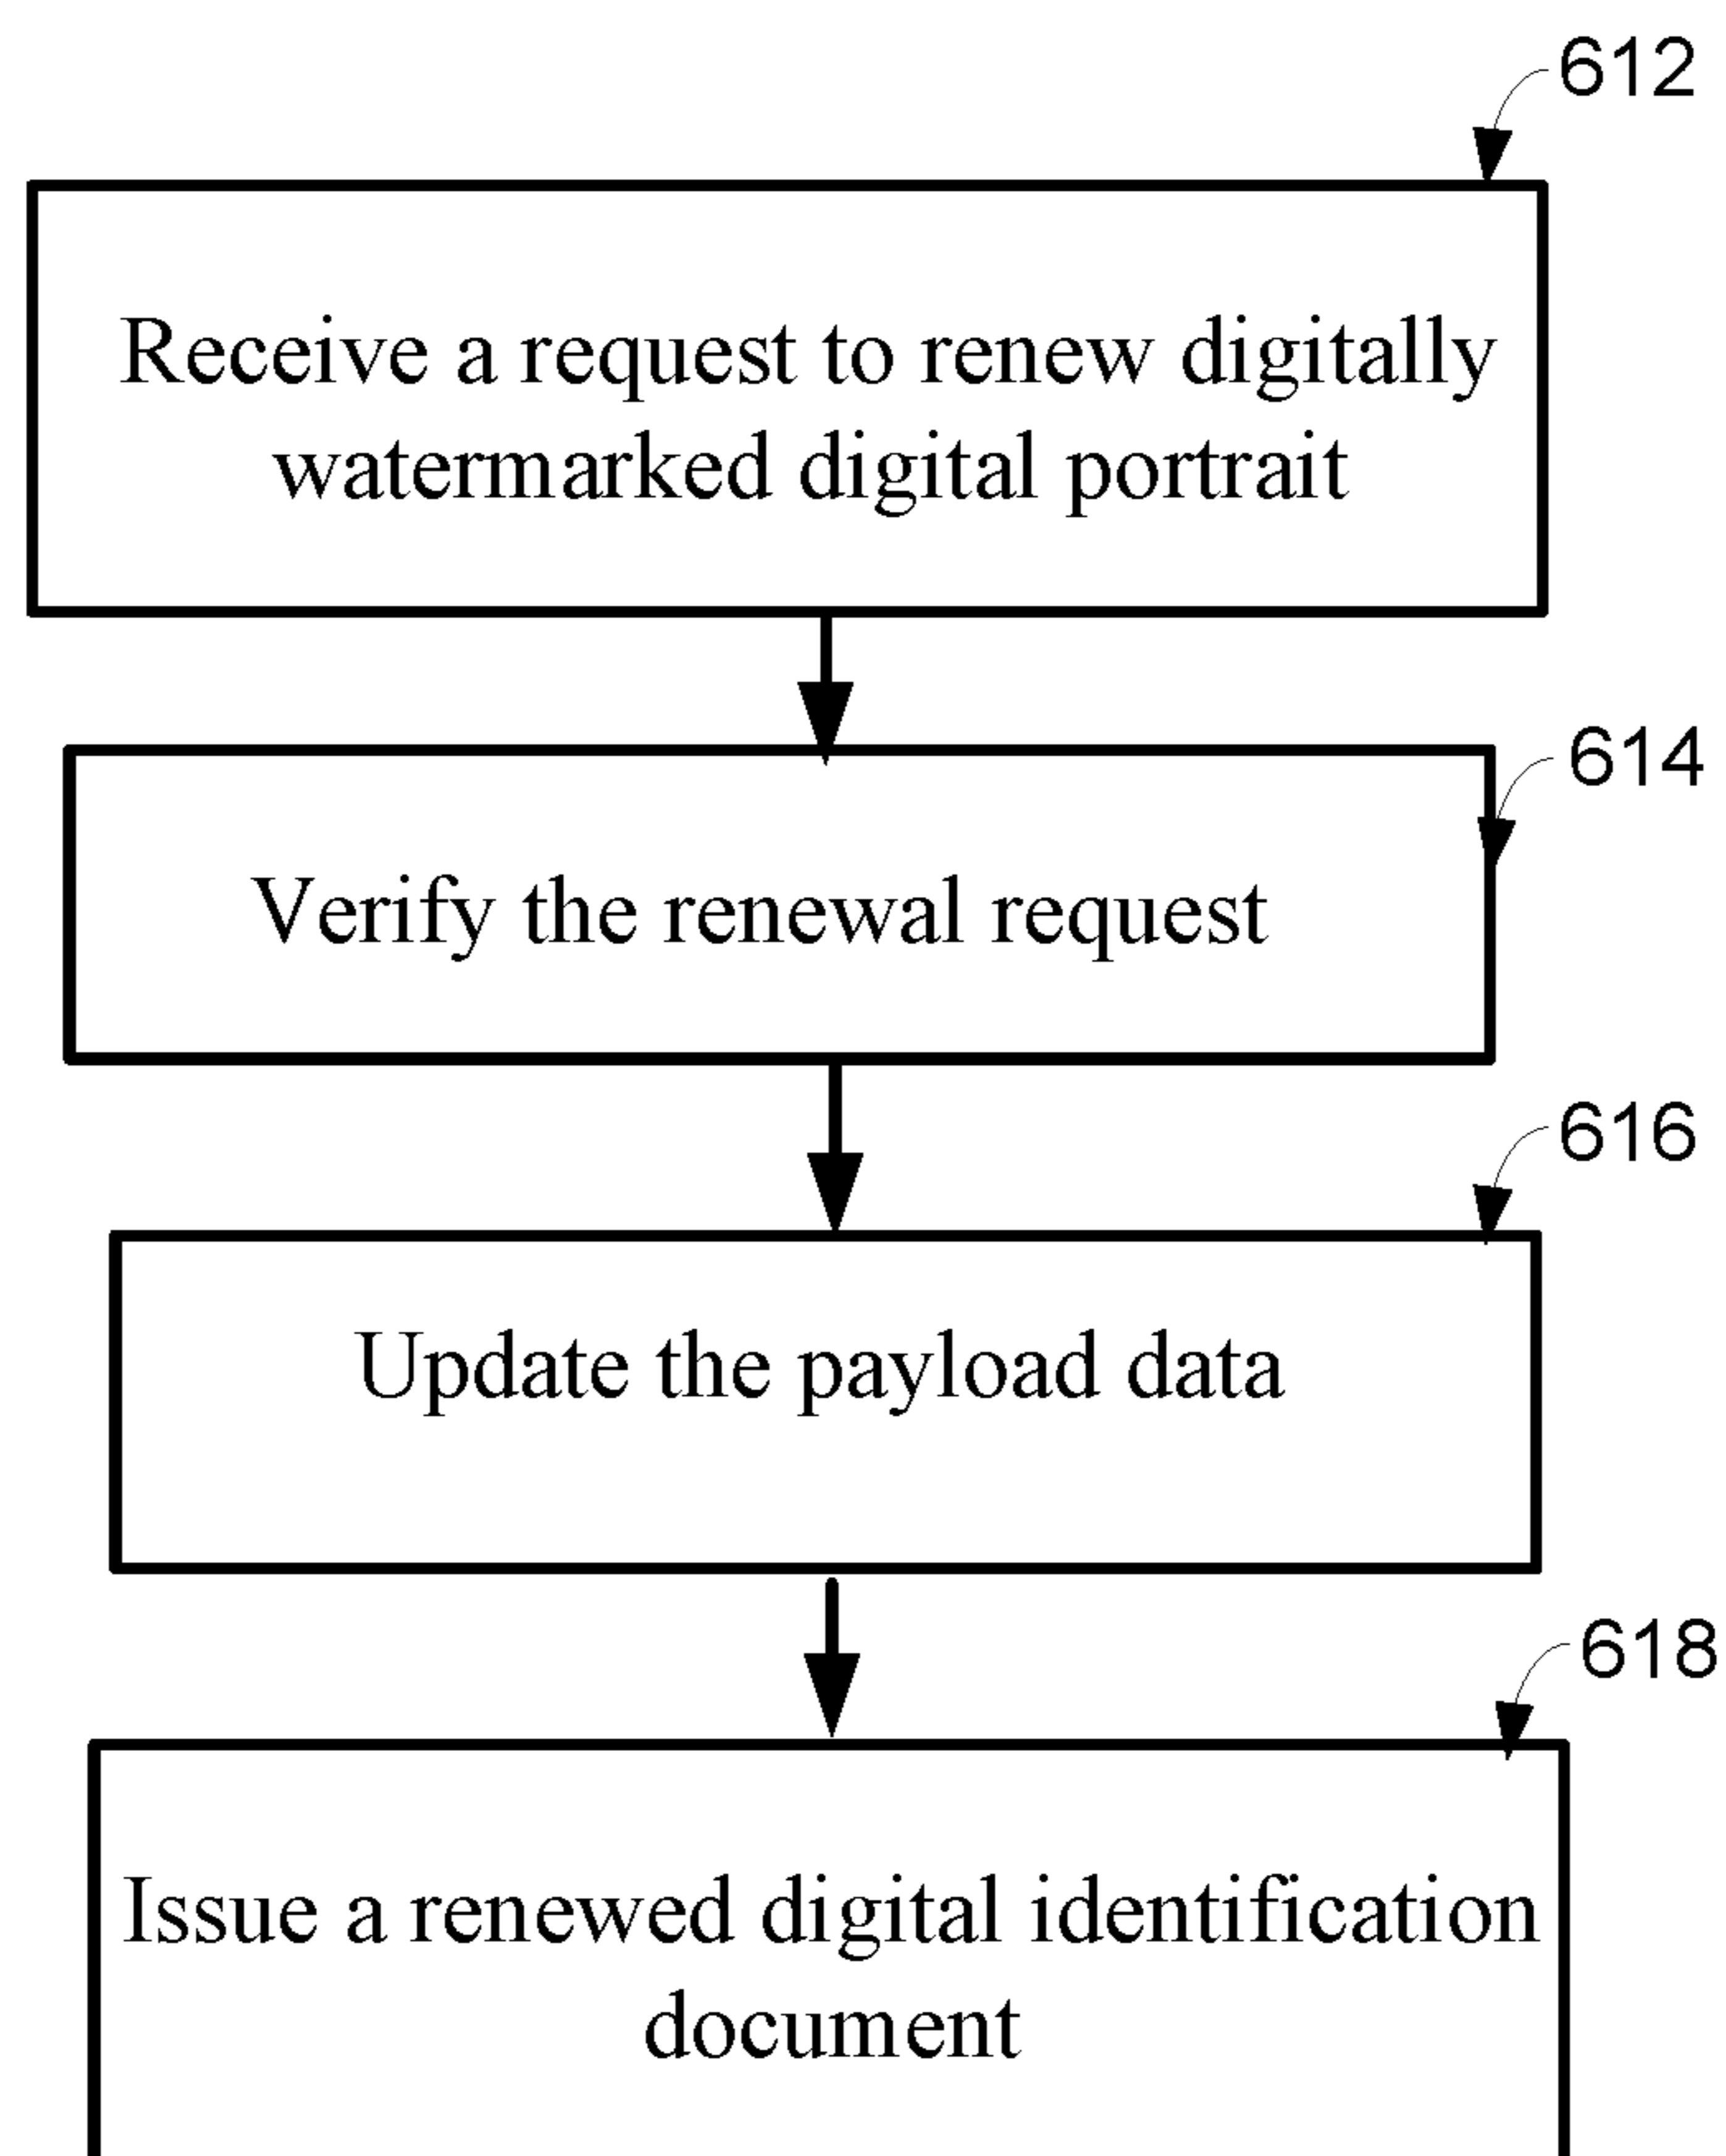 612
Receive a request to renew digitally
watermarked digital portrait
614
Verify the renewal request
616
Update the payload data
618
Issue a renewed digital identification
document